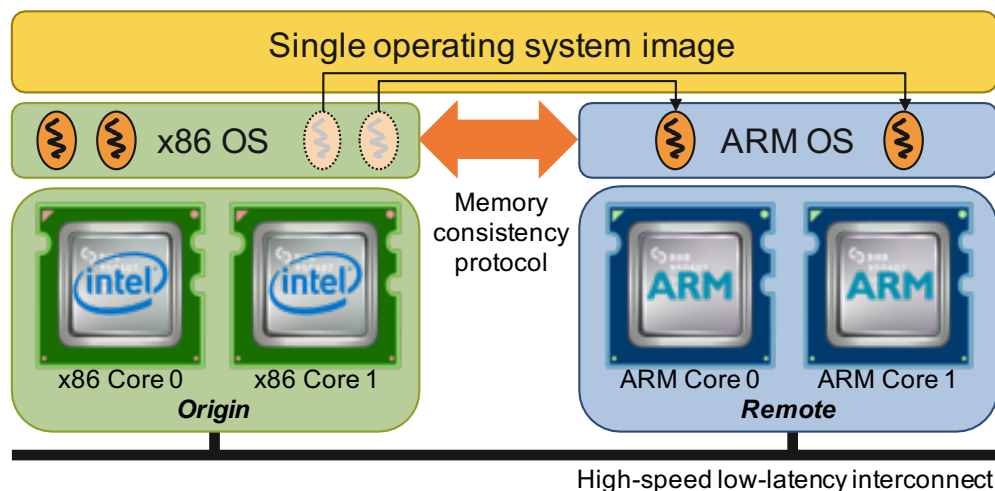 Single operating system image
x86 OS
ARM OS
Memory
consistency
protocol
intel
intel
ARM
ARM
x86 Core 0
x86 Core 1
ARM Core 0
ARM Core 1
Origin
Remote
High-speed low-latency interconnect